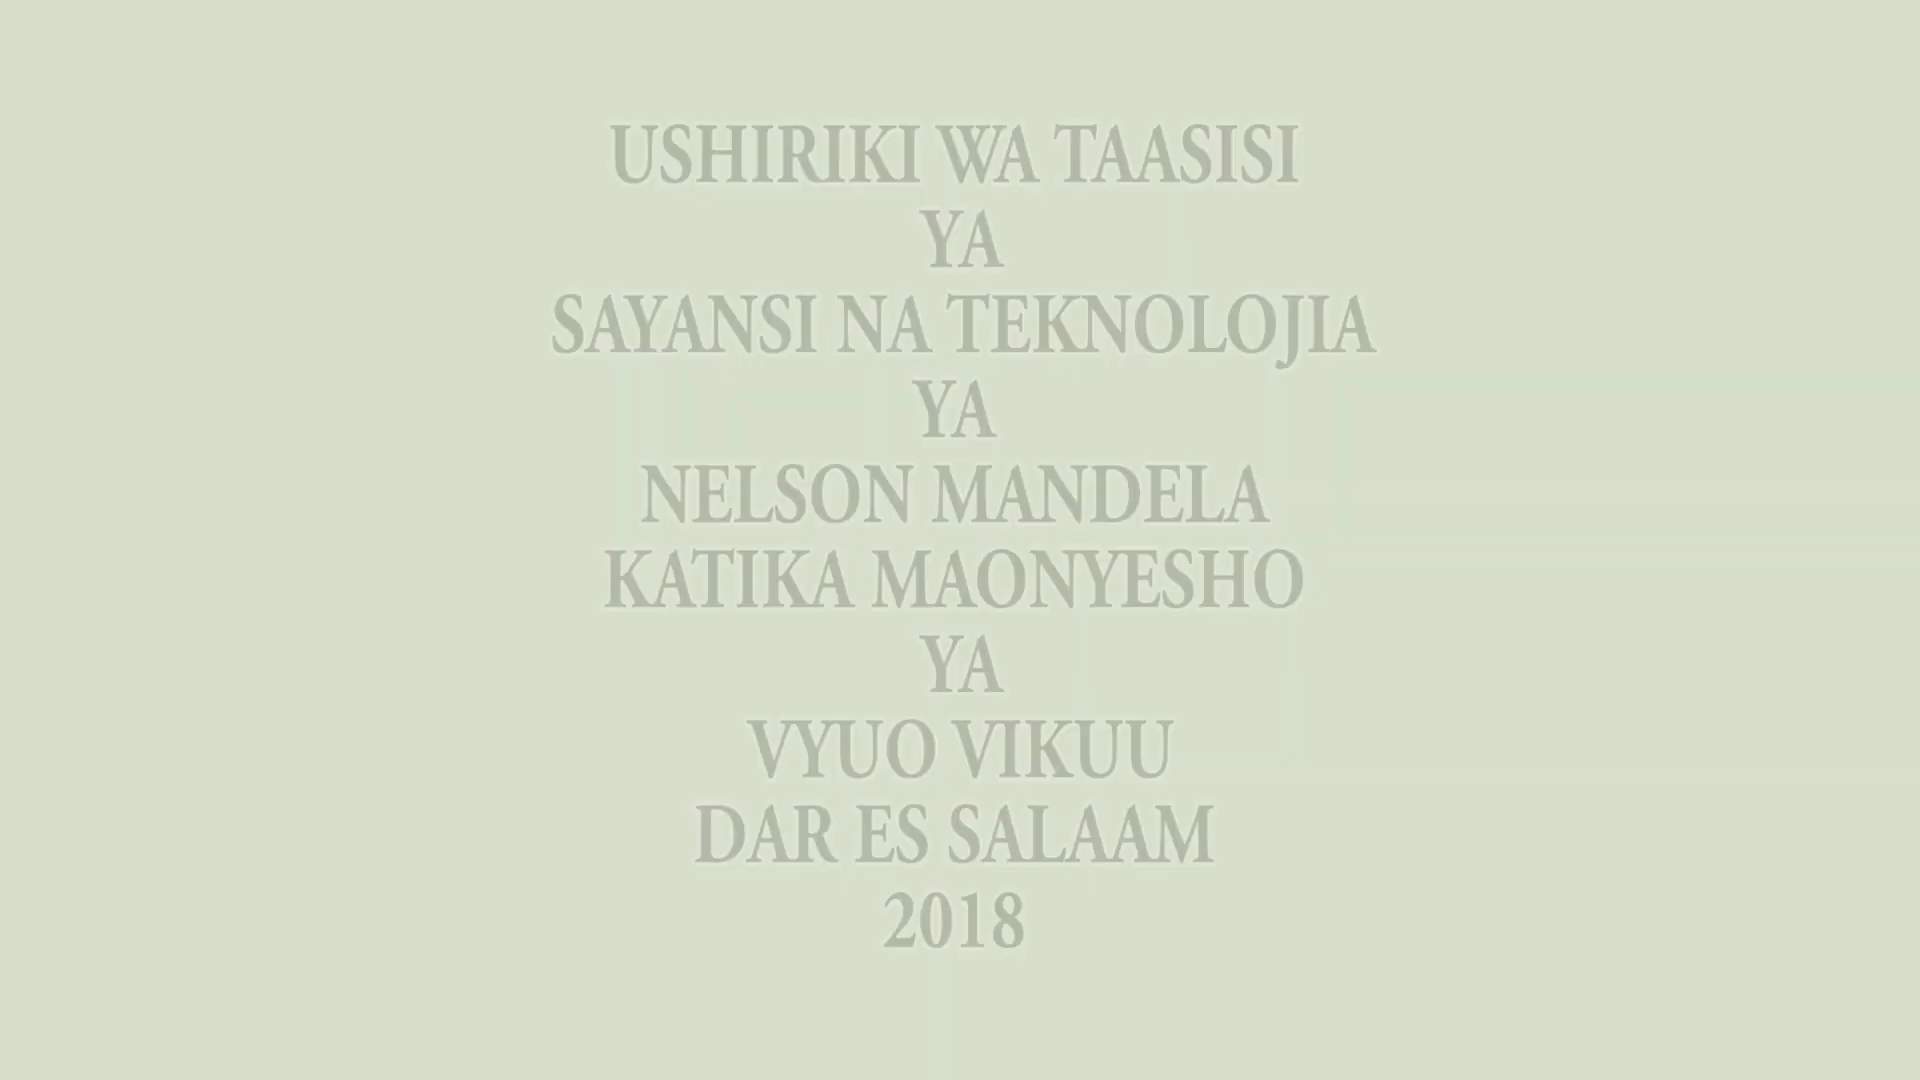 USHIRIKI WA TAASISI
YA
SAYANSI NA TEKNOLOJIA
YA
NELSON MANDELA
KATIKA MAONYESHO
YA
VYUO VIKUU
DAR ES SALAAM
2018